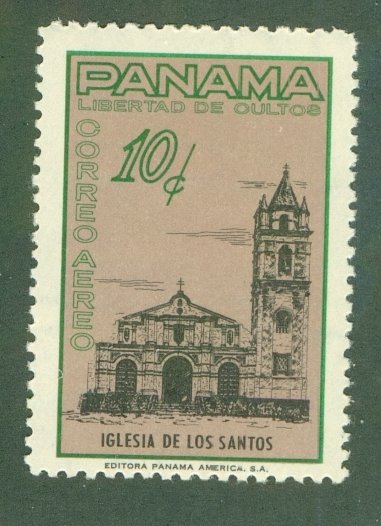 PANAMA
LIBERTAD DE CULTOS
CORREO AEREO
10¢
IGLESIA DE LOS SANTOS
EDITORA PANAMA AMERICA, S.A.